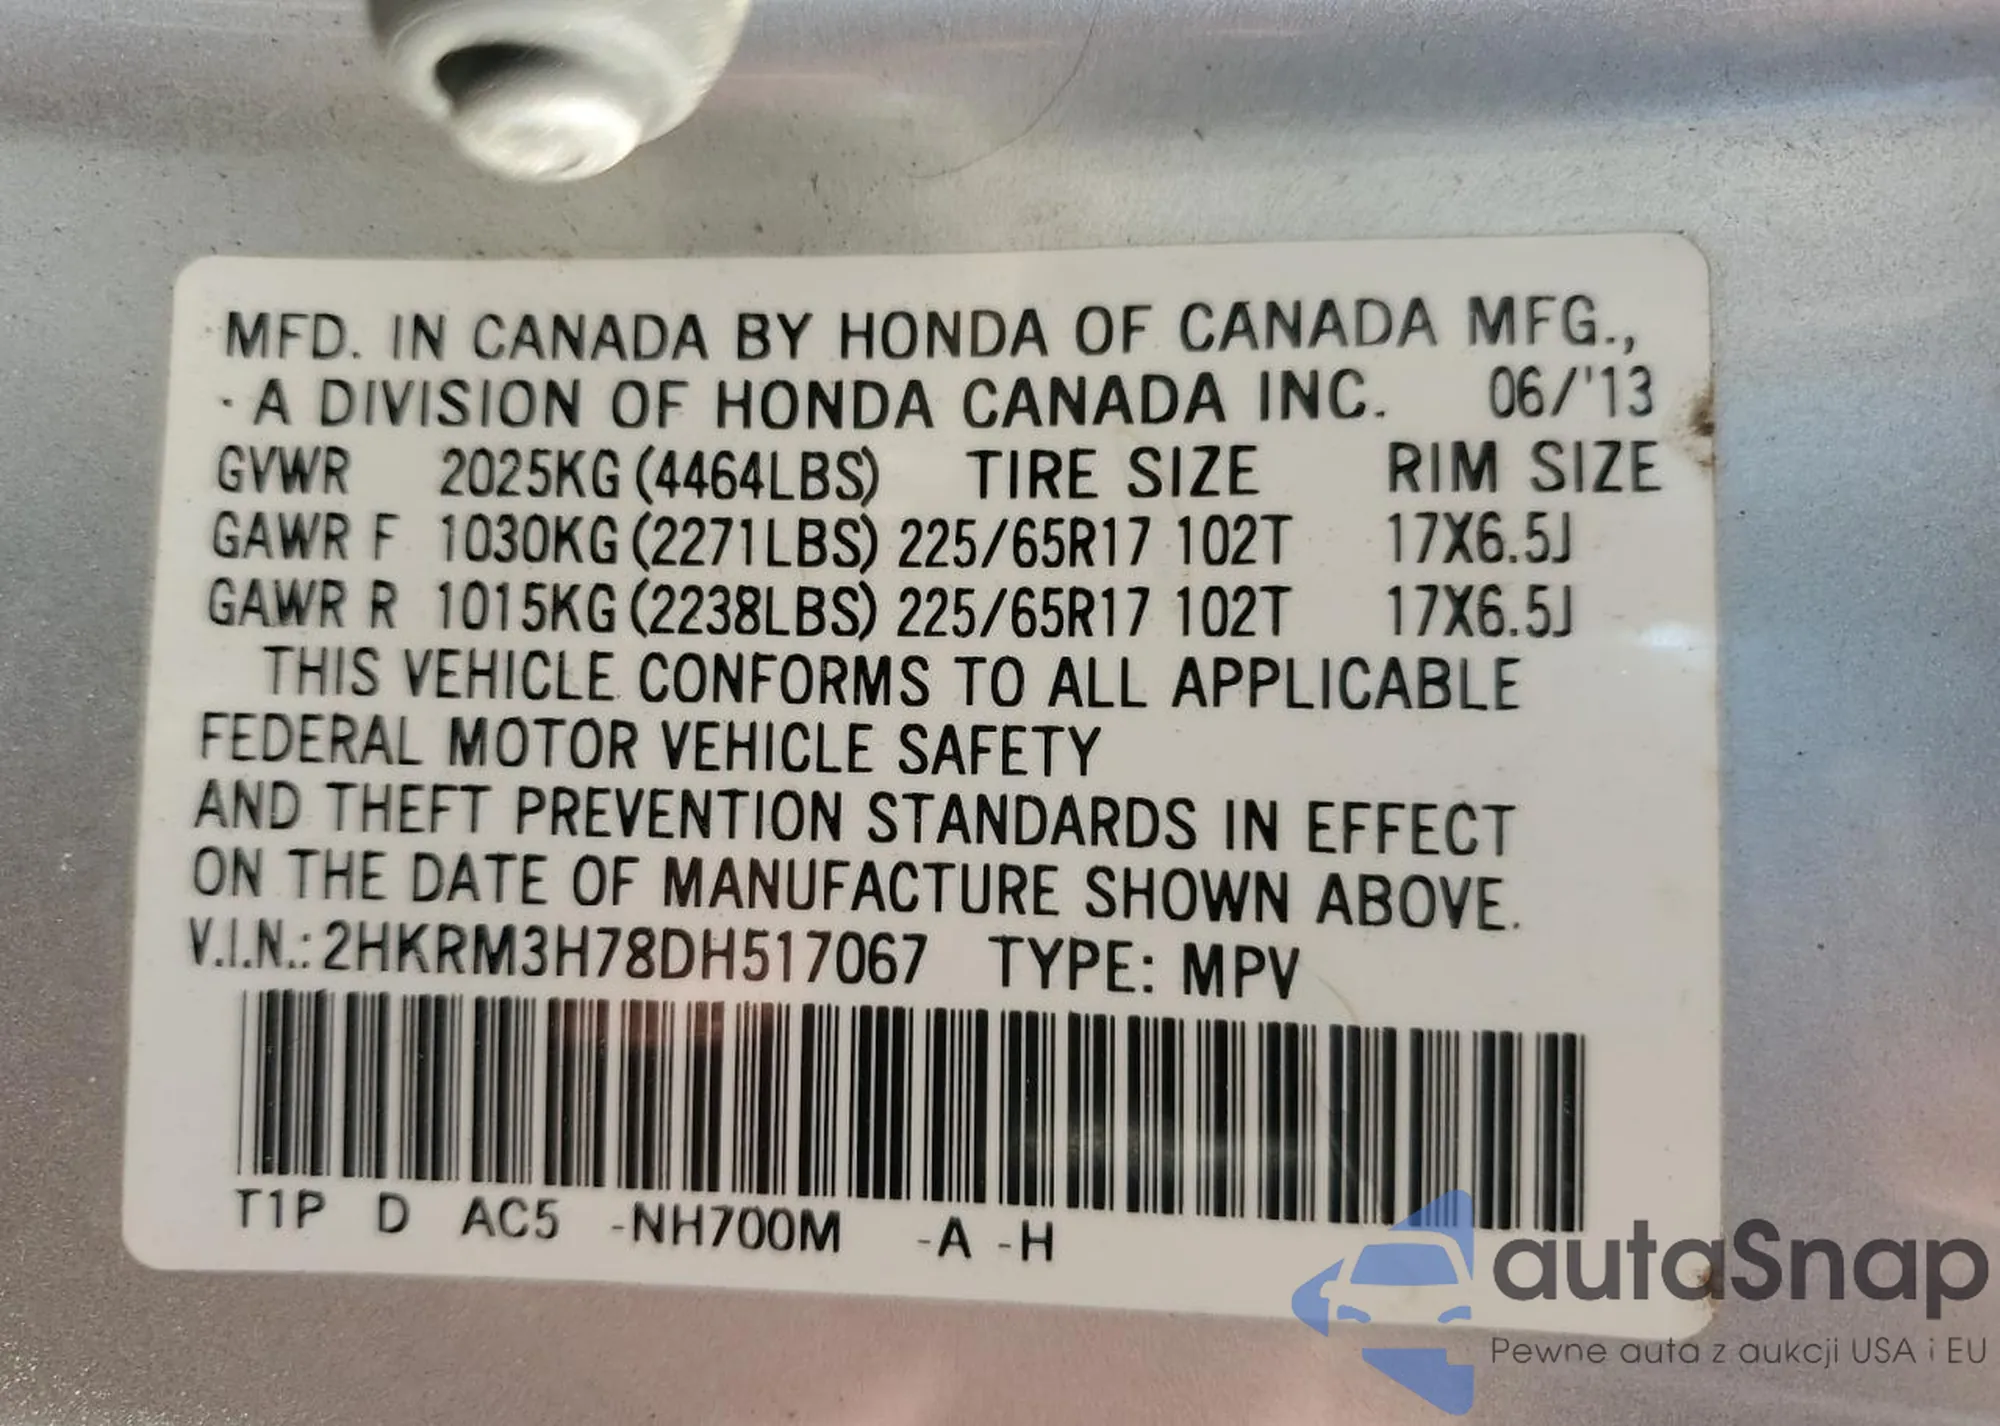 MFD. IN CANADA BY HONDA OF CANADA MFG.,
A DIVISION OF HONDA CANADA INC. 06/'13
GVWR 2025KG (4464LBS) TIRE SIZE RIM SIZE
GAWR F 1030KG (2271LBS) 225/65R17 102T 17X6.5J
GAWR R 1015KG (2238LBS) 225/65R17 102T 17X6.5J
THIS VEHICLE CONFORMS TO ALL APPLICABLE
FEDERAL MOTOR VEHICLE SAFETY
AND THEFT PREVENTION STANDARDS IN EFFECT
ON THE DATE OF MANUFACTURE SHOWN ABOVE.
V.I.N.: 2HKRM3H78DH517067 TYPE: MPV
T1P D AC5 -NH700M -A -H
autaSnap
Pewne auta z aukcji USA i EU